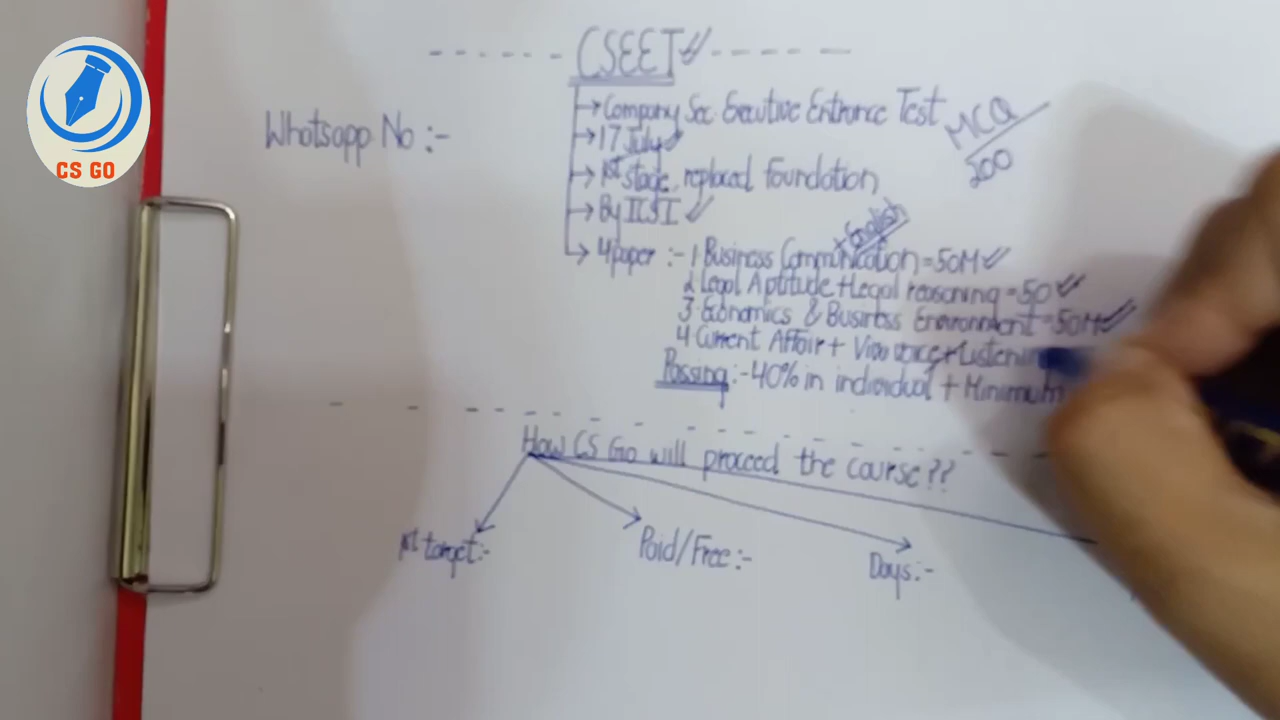 CS GO
CSEET
Whatsapp No :-
Company Sec. Executive Entrance Test
MCQ
200
17 July
1st stage, replaced foundation
By ICSI
+ English
4 paper :- 1 Business Communication = 50M
2 Legal Aptitude + Legal reasoning = 50
3 Economics & Business Environment = 50M
4 Current Affair + Viva voice + Listening
Passing :- 40% in individual + Minimum
How CS Go will proceed the course ??
1st target:-
Paid/Free :-
Days :-